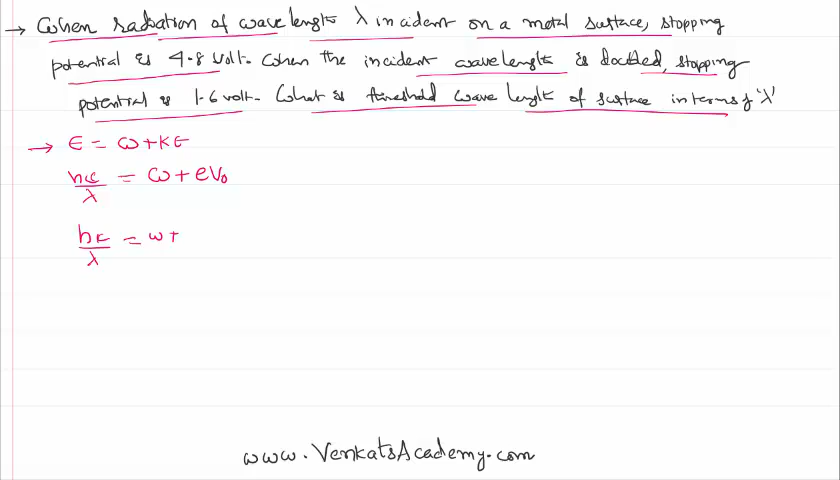 → When radiation of wave length λ incident on a metal surface, stopping
potential is 4.8 volt. When the incident wavelength is doubled, stopping
potential is 1.6 volt. What is threshold wave length of surface in terms of 'λ'
→ E = ω + KE
hc/λ = ω + eV₀
hc/λ = ω +
www.VenkatsAcademy.com